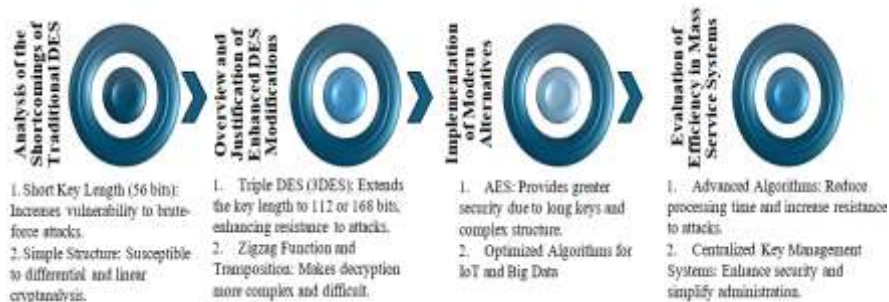 Analysis of the
Shortcomings of
Traditional DES
1. Short Key Length (56 bits):
Increases vulnerability to brute-
force attacks.
2. Simple Structure: Susceptible
to differential and linear
cryptanalysis.
Overview and
Justification of
Enhanced DES
Modifications
1. Triple DES (3DES): Extends
the key length to 112 or 168 bits,
enhancing resistance to attacks.
2. Zigzag Function and
Transposition: Makes decryption
more complex and difficult.
Implementation
of Modern
Alternatives
1. AES: Provides greater
security due to long keys and
complex structure.
2. Optimized Algorithms for
IoT and Big Data
Evaluation of
Efficiency in Mass
Service Systems
1. Advanced Algorithms: Reduce
processing time and increase resistance
to attacks.
2. Centralized Key Management
Systems: Enhance security and
simplify administration.